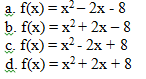 a. f(x) = x² – 2x - 8
b. f(x) = x² + 2x – 8
c. f(x) = x² - 2x + 8
d. f(x) = x² + 2x + 8